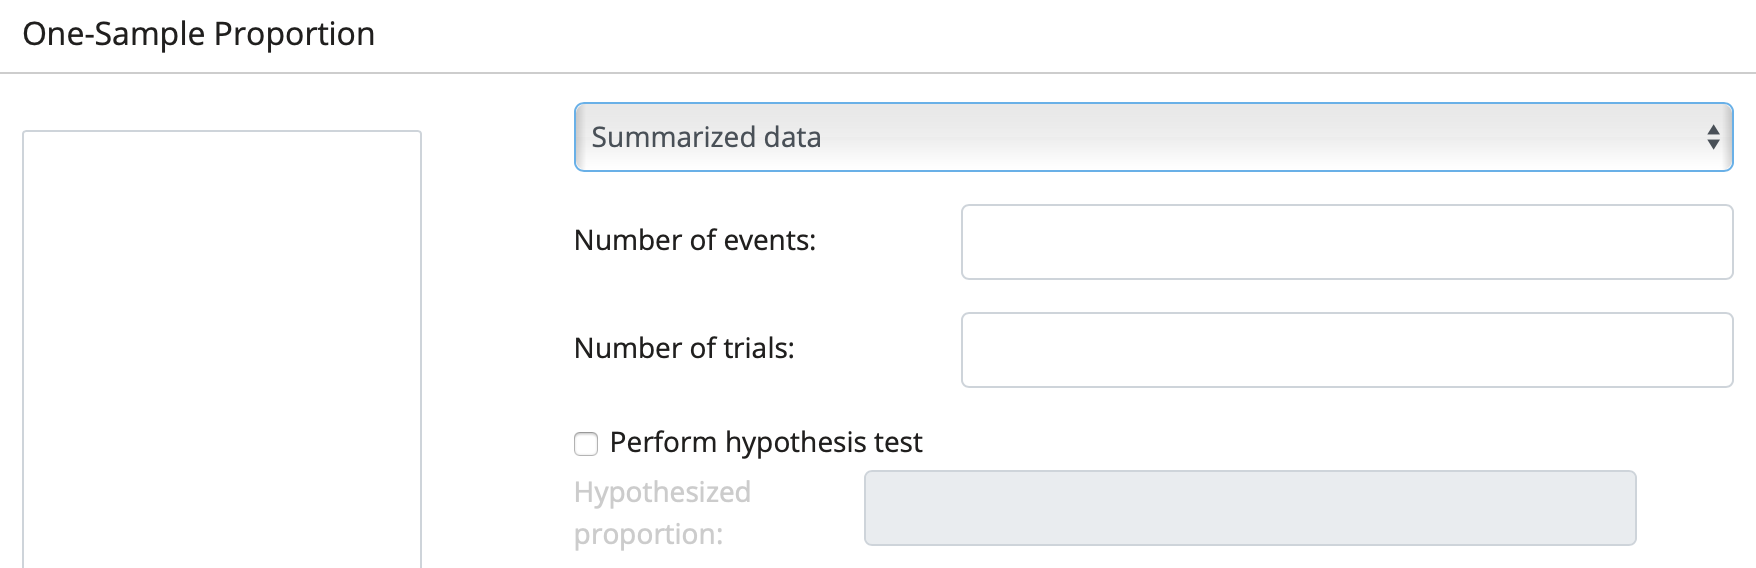 One-Sample Proportion
Summarized data
Number of events:
Number of trials:
Perform hypothesis test
Hypothesized
proportion: